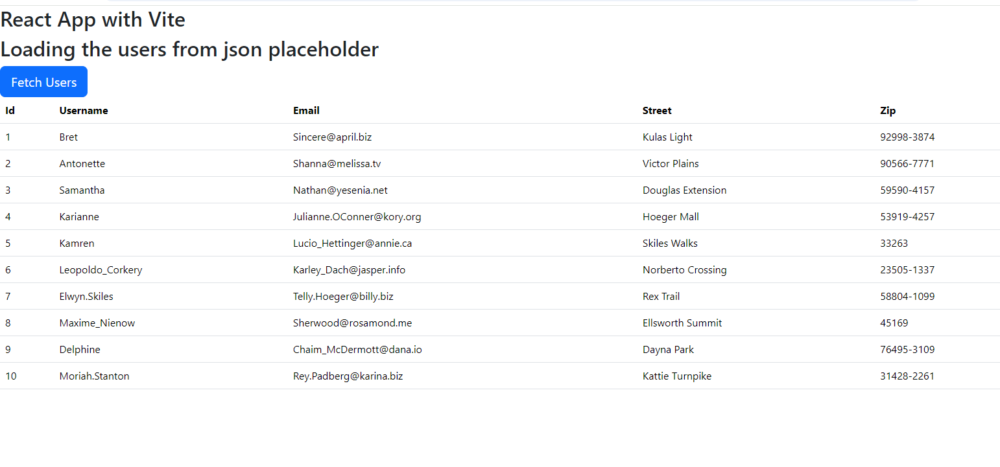 React App with Vite
Loading the users from json placeholder
Fetch Users
Id Username Email Street Zip
1 Bret Sincere@april.biz Kulas Light 92998-3874
2 Antonette Shanna@melissa.tv Victor Plains 90566-7771
3 Samantha Nathan@yesenia.net Douglas Extension 59590-4157
4 Karianne Julianne.OConner@kory.org Hoeger Mall 53919-4257
5 Kamren Lucio_Hettinger@annie.ca Skiles Walks 33263
6 Leopoldo_Corkery Karley_Dach@jasper.info Norberto Crossing 23505-1337
7 Elwyn.Skiles Telly.Hoeger@billy.biz Rex Trail 58804-1099
8 Maxime_Nienow Sherwood@rosamond.me Ellsworth Summit 45169
9 Delphine Chaim_McDermott@dana.io Dayna Park 76495-3109
10 Moriah.Stanton Rey.Padberg@karina.biz Kattie Turnpike 31428-2261